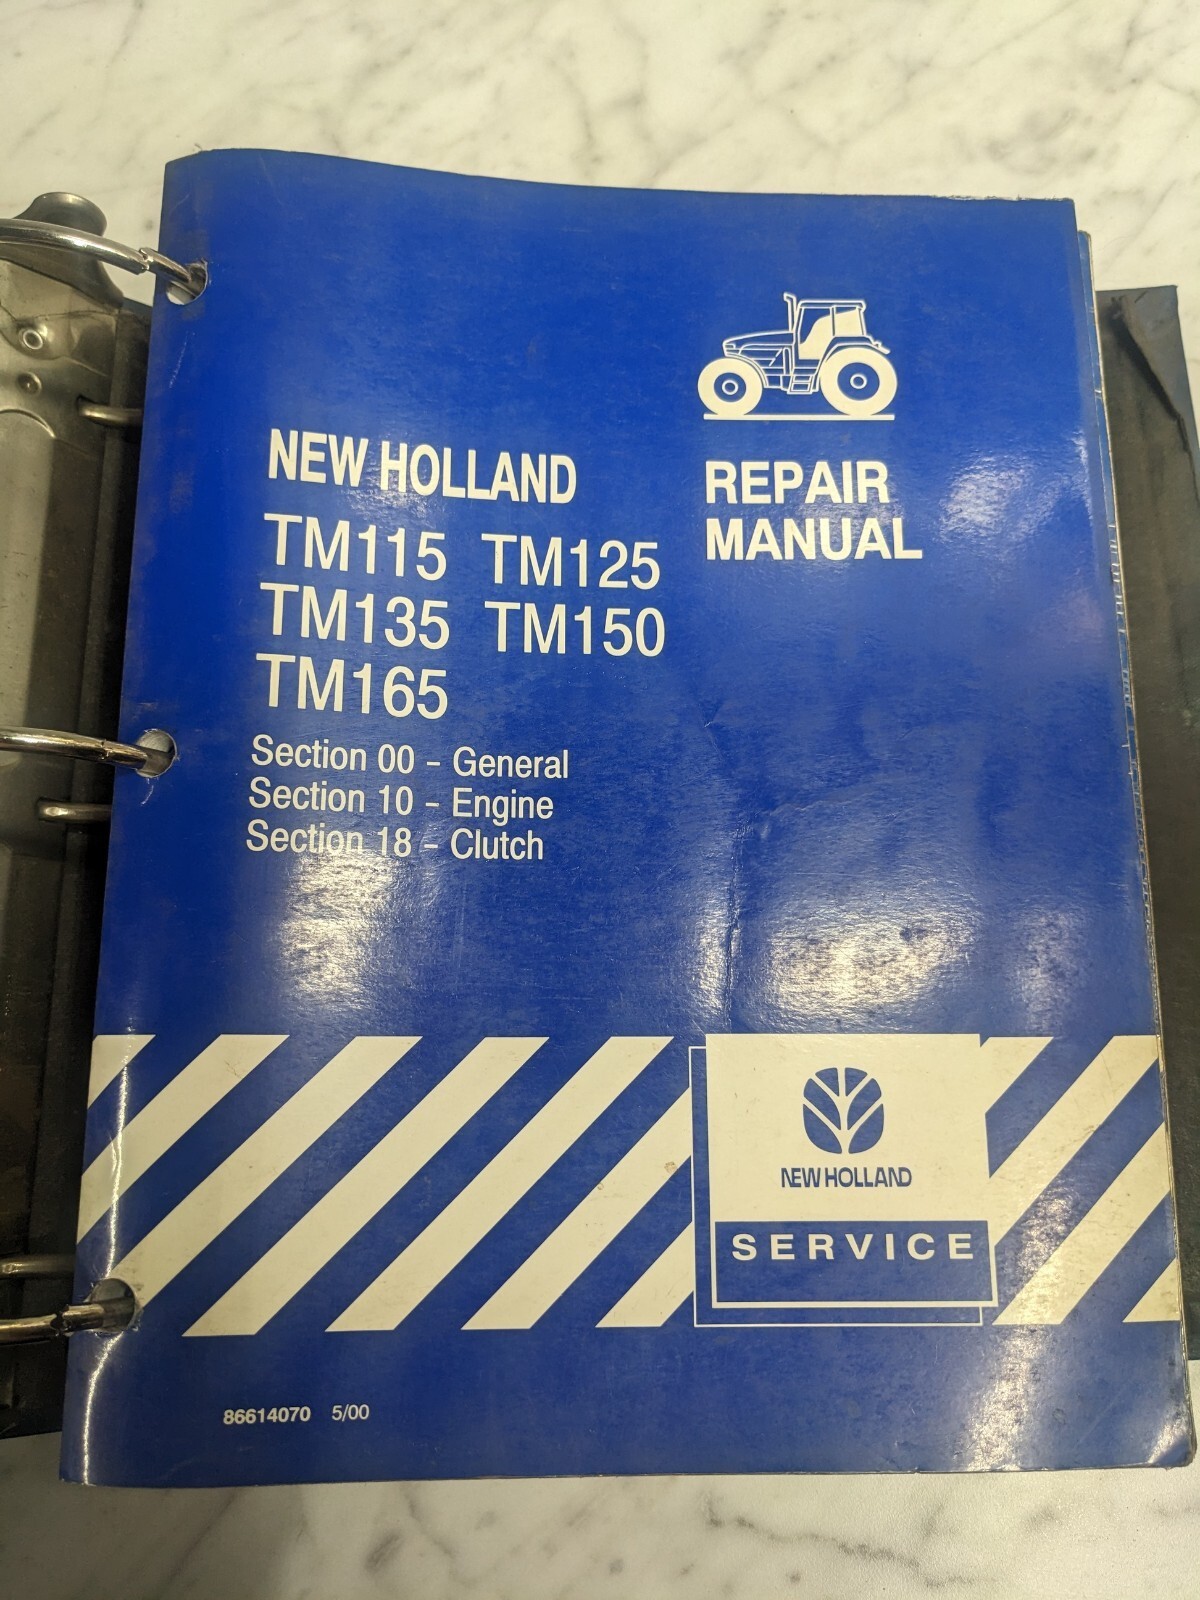 NEW HOLLAND
TM115 TM125
TM135 TM150
TM165
REPAIR
MANUAL
Section 00 - General
Section 10 - Engine
Section 18 - Clutch
NEW HOLLAND
SERVICE
86614070 5/00